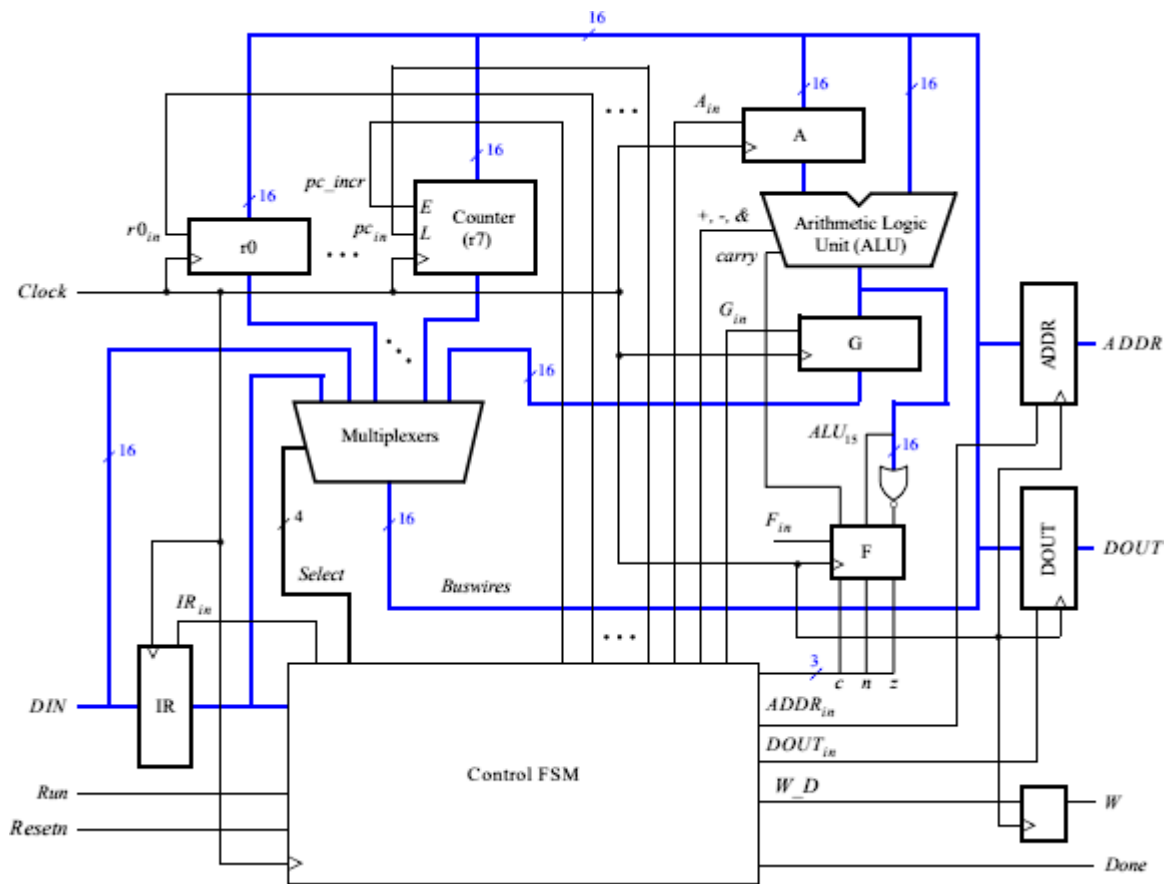 16
16
16
A_in
A
16
pc_incr
16
E
L
Counter
(r7)
+, -, &
Arithmetic Logic
Unit (ALU)
r0_in
r0
pc_in
carry
Clock
G_in
G
ADDR
ADDR
16
Multiplexers
ALU_15
16
16
4
16
F_in
F
DOUT
DOUT
Select
Buswires
IR_in
3
c n z
DIN
IR
ADDR_in
DOUT_in
Control FSM
Run
W_D
W
Resetn
Done